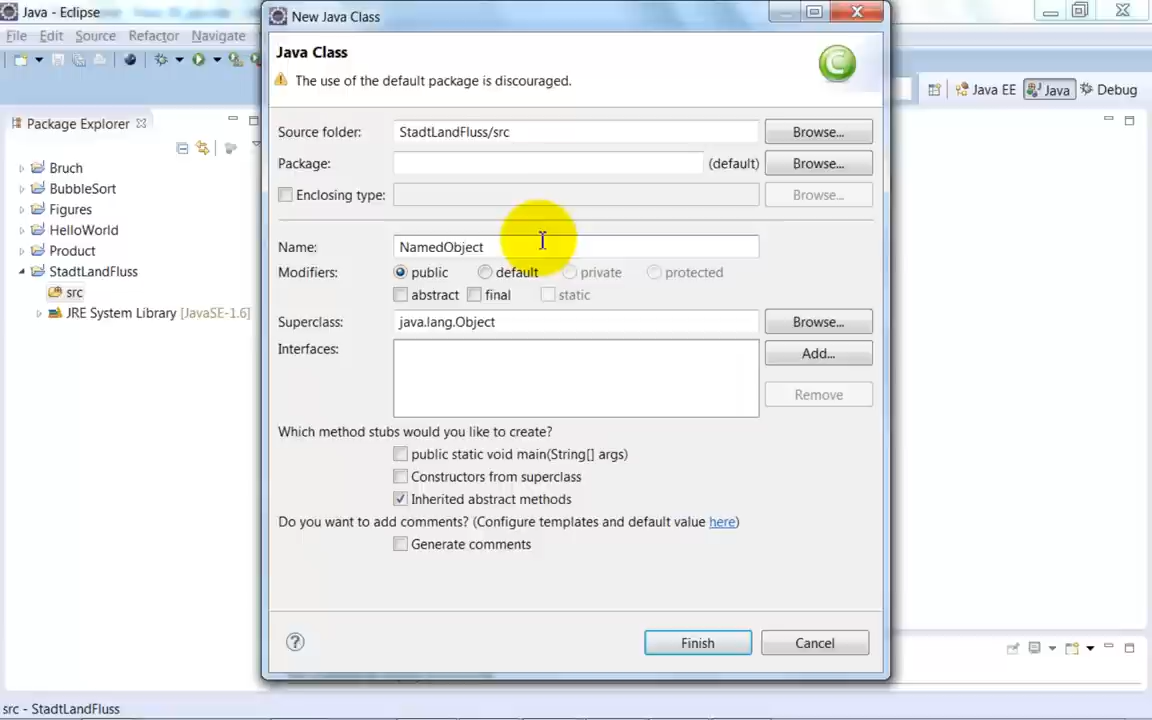 Java - Eclipse
New Java Class
File Edit Source Refactor Navigate
Java Class
The use of the default package is discouraged.
Java EE Java Debug
Package Explorer
Source folder: StadtLandFluss/src Browse...
Package: (default) Browse...
Enclosing type: Browse...
Bruch
BubbleSort
Figures
HelloWorld
Product
StadtLandFluss
src
JRE System Library [JavaSE-1.6]
Name: NamedObject
Modifiers: public default private protected
abstract final static
Superclass: java.lang.Object Browse...
Interfaces: Add...
Remove
Which method stubs would you like to create?
public static void main(String[] args)
Constructors from superclass
Inherited abstract methods
Do you want to add comments? (Configure templates and default value here)
Generate comments
Finish Cancel
src - StadtLandFluss